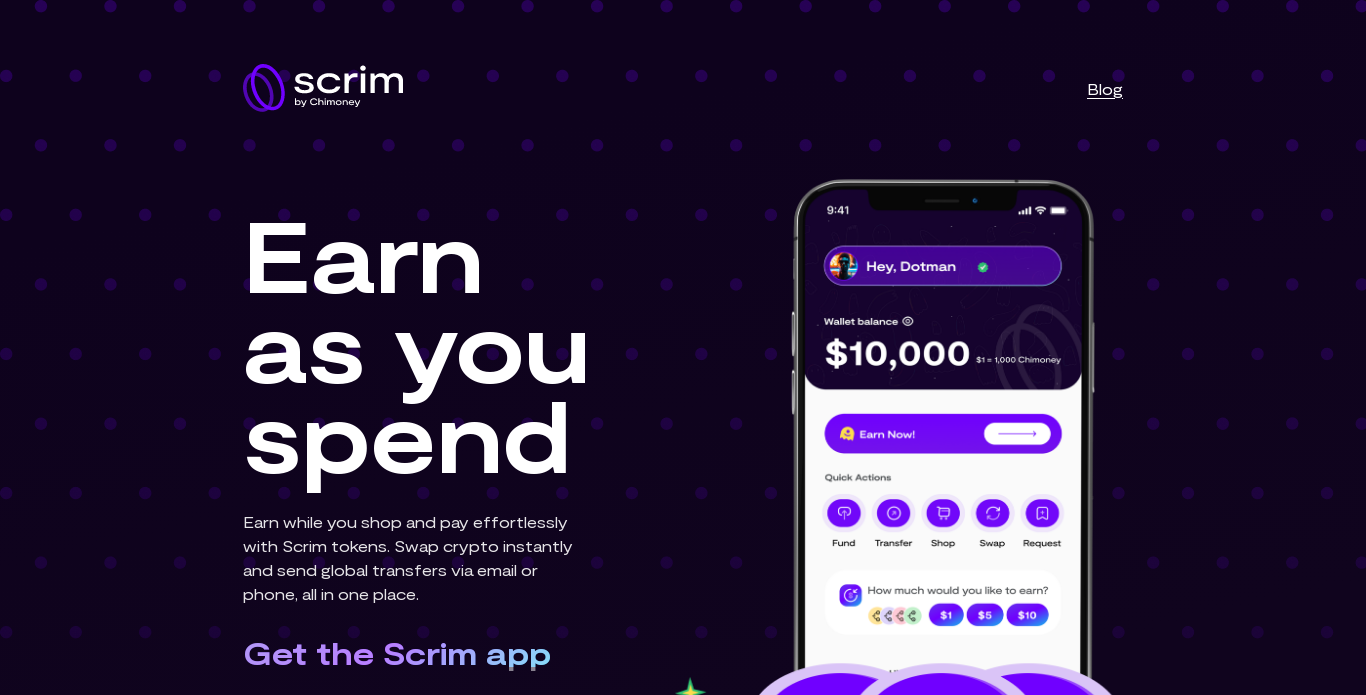 scrim
by Chimoney
Blog
Earn
as you
spend
Earn while you shop and pay effortlessly
with Scrim tokens. Swap crypto instantly
and send global transfers via email or
phone, all in one place.
Get the Scrim app
9:41
Hey, Dotman
Wallet balance
$10,000 $1 = 1,000 Chimoney
Earn Now!
Quick Actions
Fund Transfer Shop Swap Request
How much would you like to earn?
$1 $5 $10